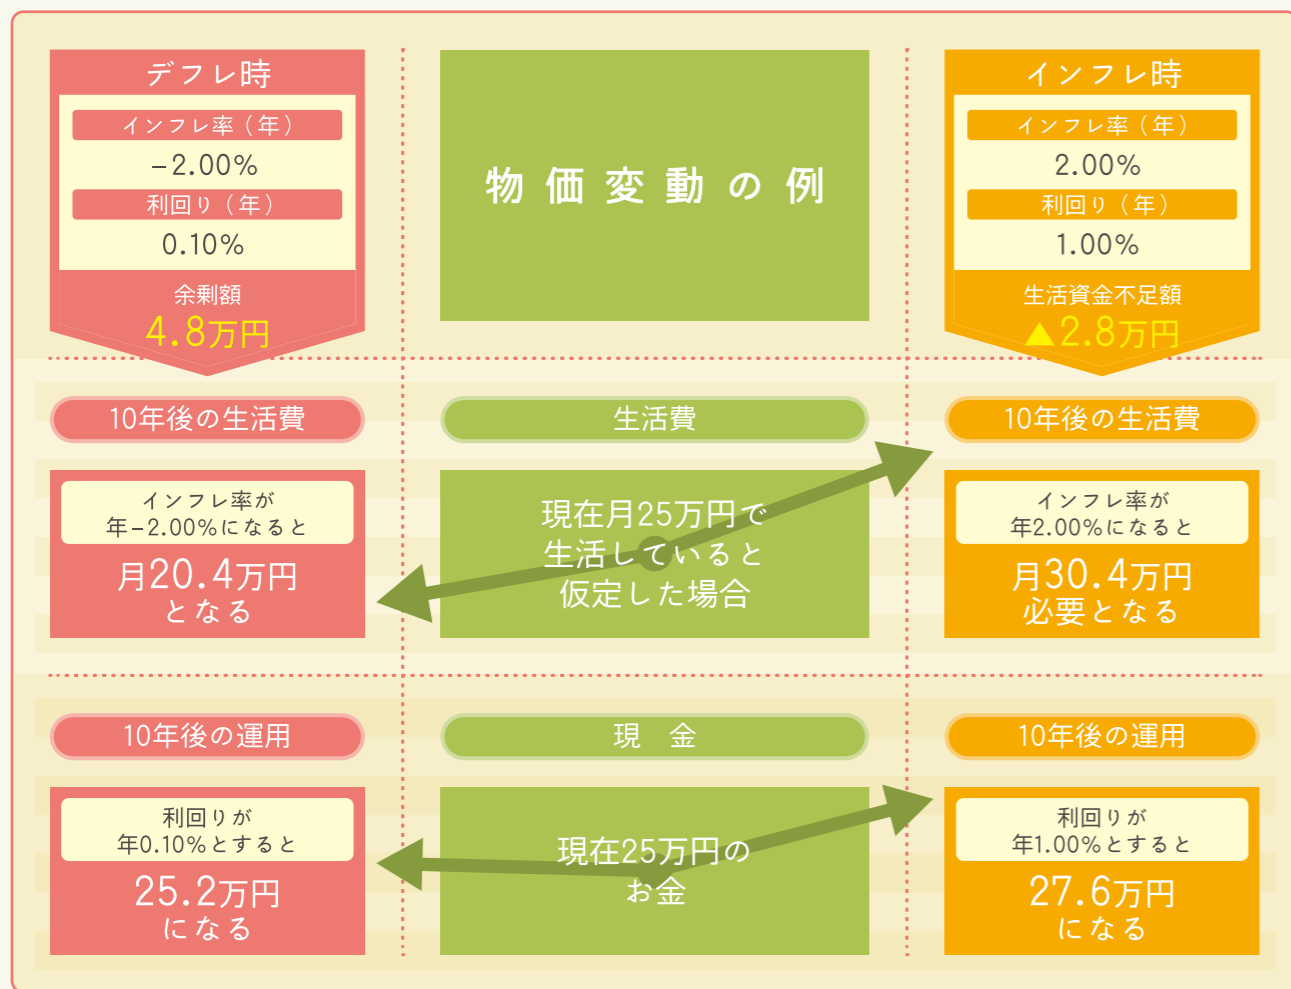 デフレ時
インフレ率（年）
−2.00%
利回り（年）
0.10%
余剰額
4.8万円
物価変動の例
インフレ時
インフレ率（年）
2.00%
利回り（年）
1.00%
生活資金不足額
▲2.8万円
10年後の生活費
インフレ率が
年−2.00%になると
月20.4万円
となる
生活費
現在月25万円で
生活していると
仮定した場合
10年後の生活費
インフレ率が
年2.00%になると
月30.4万円
必要となる
10年後の運用
利回りが
年0.10%とすると
25.2万円
になる
現　金
現在25万円の
お金
10年後の運用
利回りが
年1.00%とすると
27.6万円
になる